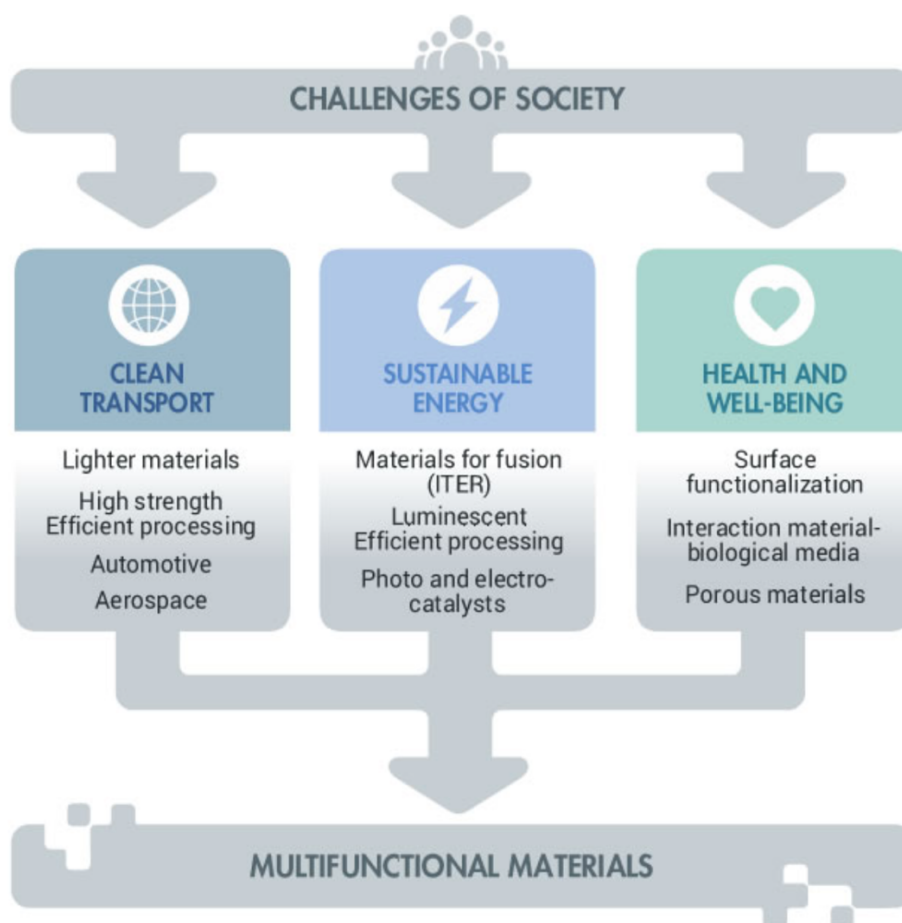 CHALLENGES OF SOCIETY
CLEAN
TRANSPORT
Lighter materials
High strength
Efficient processing
Automotive
Aerospace
SUSTAINABLE
ENERGY
Materials for fusion
(ITER)
Luminescent
Efficient processing
Photo and electro-
catalysts
HEALTH AND
WELL-BEING
Surface
functionalization
Interaction material-
biological media
Porous materials
MULTIFUNCTIONAL MATERIALS